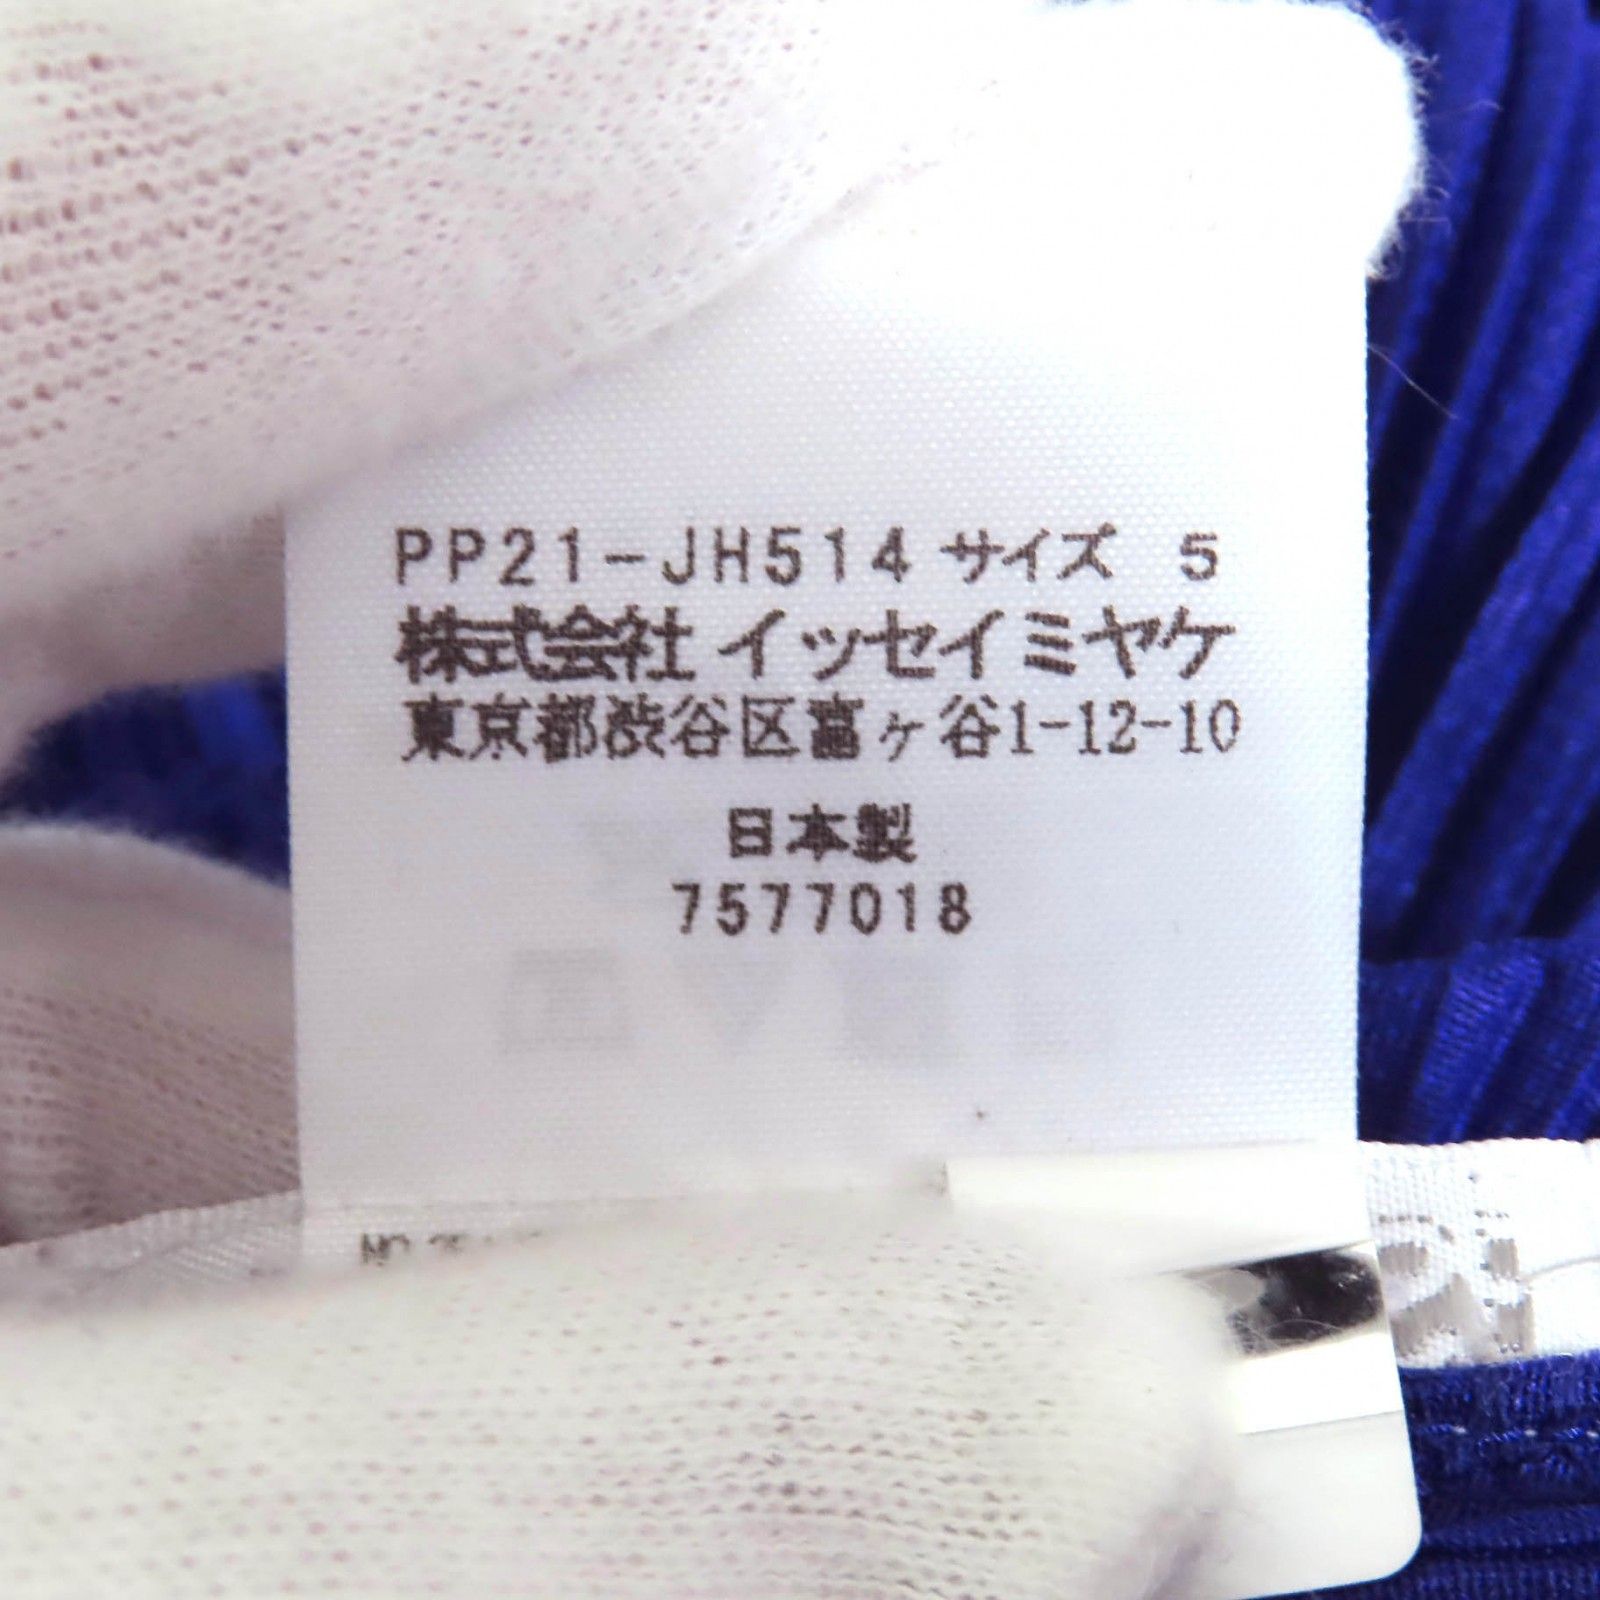 PP21-JH514 サイズ 5
株式会社 イッセイミヤケ
東京都渋谷区富ヶ谷1-12-10
日本製
7577018